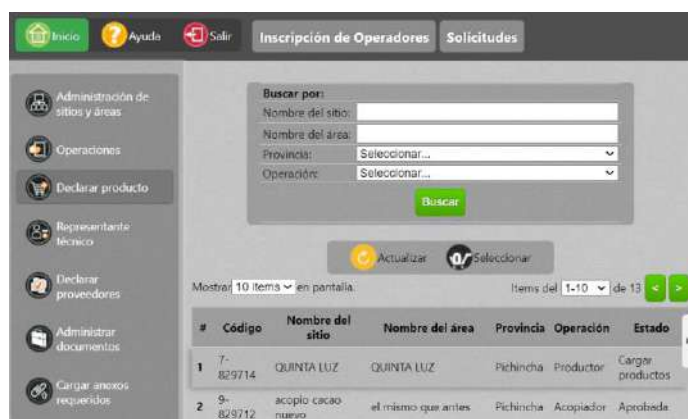 Inicio
Ayuda
Salir
Inscripción de Operadores
Solicitudes
Administración de
sitios y áreas
Operaciones
Declarar producto
Representante
técnico
Declarar
proveedores
Administrar
documentos
Cargar anexos
requeridos
Buscar por:
Nombre del sitio:
Nombre del área:
Provincia: Seleccionar...
Operación: Seleccionar...
Buscar
Actualizar
Seleccionar
Mostrar 10 items en pantalla.
Items del 1-10 de 13 < >
# Código Nombre del sitio Nombre del área Provincia Operación Estado
1 7-829714 QUINTA LUZ QUINTA LUZ Pichincha Productor Cargar productos
2 9-829712 acopio cacao nuevo el mismo que antes Pichincha Acopiador Aprobada